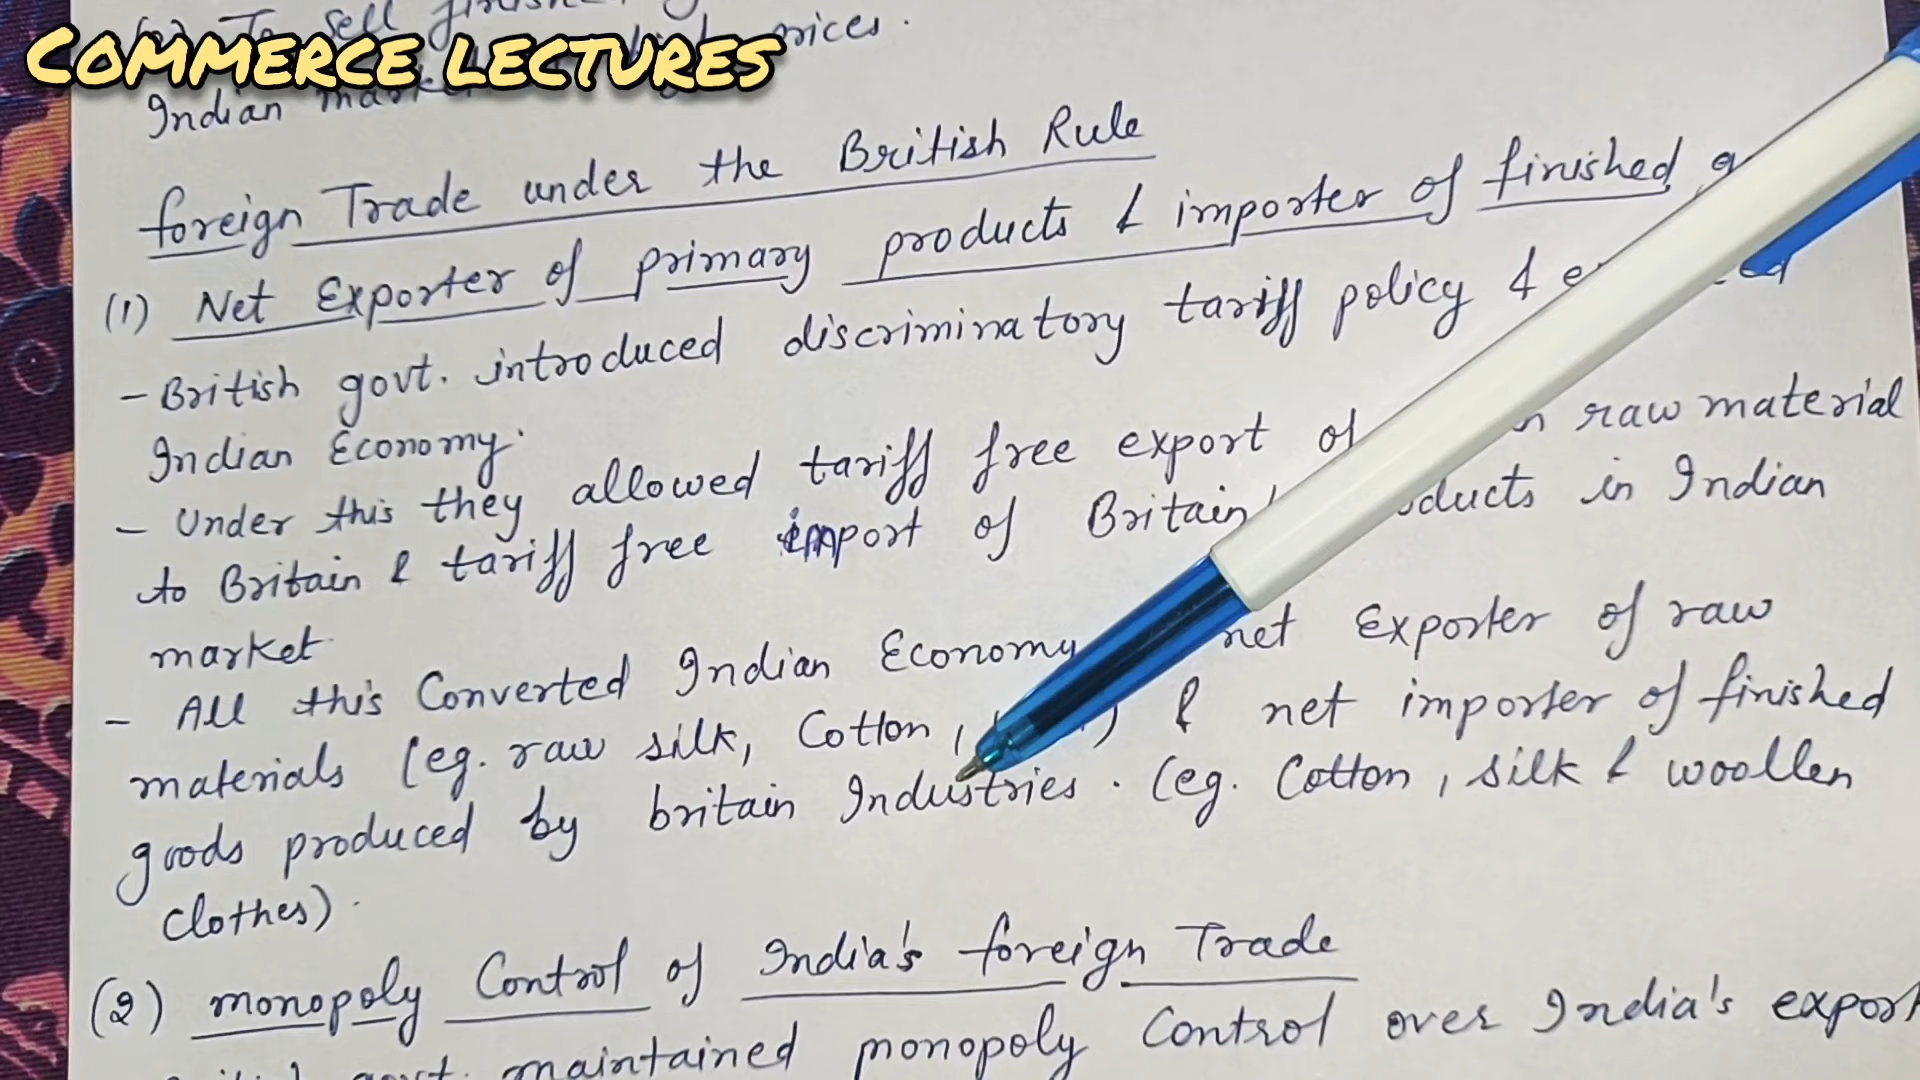 COMMERCE LECTURES
To sell
prices.
Indian
foreign Trade under the British Rule
(1) Net Exporter of primary products & importer of finished
- British govt. introduced discriminatory tariff policy &
Indian Economy.
- Under this they allowed tariff free export of raw material
to Britain & tariff free import of Britain's in Indian
market
- All this Converted Indian Economy net Exporter of raw
materials (eg. raw silk, Cotton, ) & net importer of finished
goods produced by britain Industries. (eg. Cotton, silk & woollen
clothes).
(2) monopoly Control of India's foreign Trade
govt. maintained monopoly Control over India's export